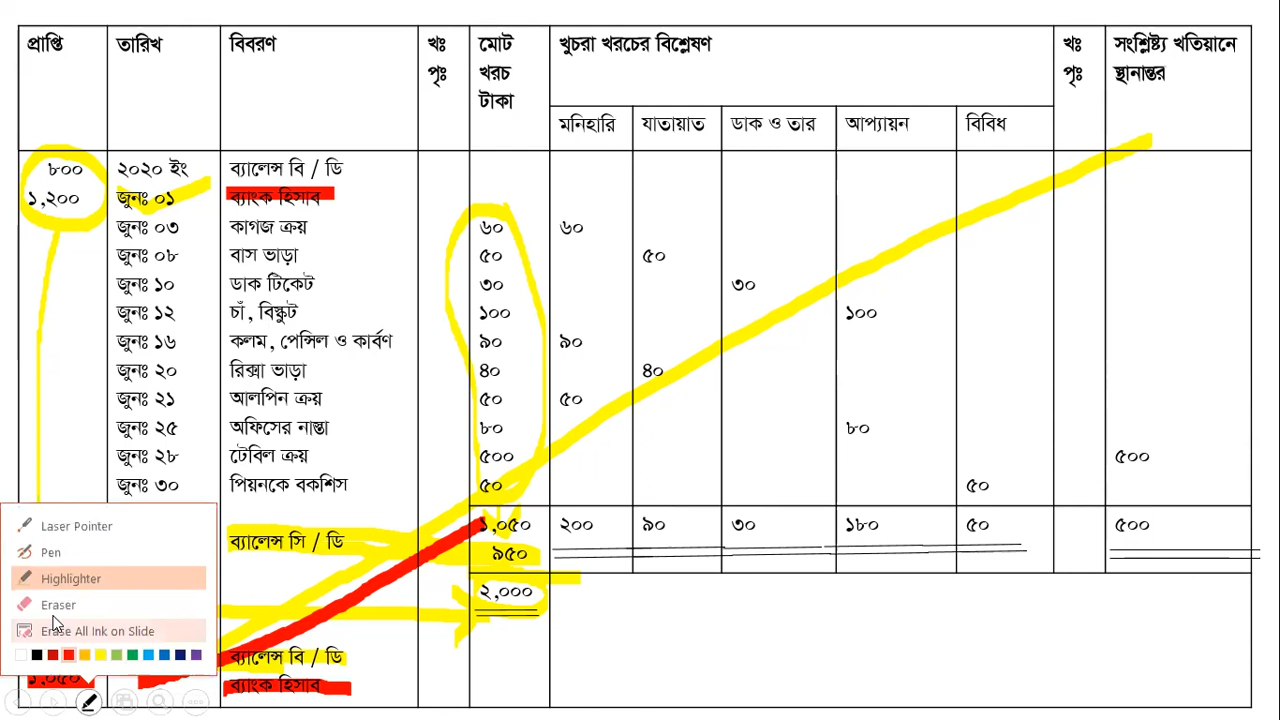 প্রাপ্তি তারিখ বিবরণ খঃ পৃঃ মোট খরচ টাকা খুচরা খরচের বিশ্লেষণ খঃ পৃঃ সংশ্লিষ্ট্য খতিয়ানে স্থানান্তর
মনিহারি যাতায়াত ডাক ও তার আপ্যায়ন বিবিধ
৮০০ ২০২০ ইং ব্যালেন্স বি / ডি
১,২০০ জুনঃ ০১ ব্যাংক হিসাব
জুনঃ ০৩ কাগজ ক্রয় ৬০ ৬০
জুনঃ ০৮ বাস ভাড়া ৫০ ৫০
জুনঃ ১০ ডাক টিকেট ৩০ ৩০
জুনঃ ১২ চাঁ, বিস্কুট ১০০ ১০০
জুনঃ ১৬ কলম, পেন্সিল ও কার্বণ ৯০ ৯০
জুনঃ ২০ রিক্সা ভাড়া ৪০ ৪০
জুনঃ ২১ আলপিন ক্রয় ৫০ ৫০
জুনঃ ২৫ অফিসের নাস্তা ৮০ ৮০
জুনঃ ২৮ টেবিল ক্রয় ৫০০ ৫০০
জুনঃ ৩০ পিয়নকে বকশিস ৫০ ৫০
১,০৫০ ২০০ ৯০ ৩০ ১৮০ ৫০ ৫০০
ব্যালেন্স সি / ডি ৯৫০
২,০০০
ব্যালেন্স বি / ডি
১,০৫০ ব্যাংক হিসাব
Laser Pointer
Pen
Highlighter
Eraser
Erase All Ink on Slide